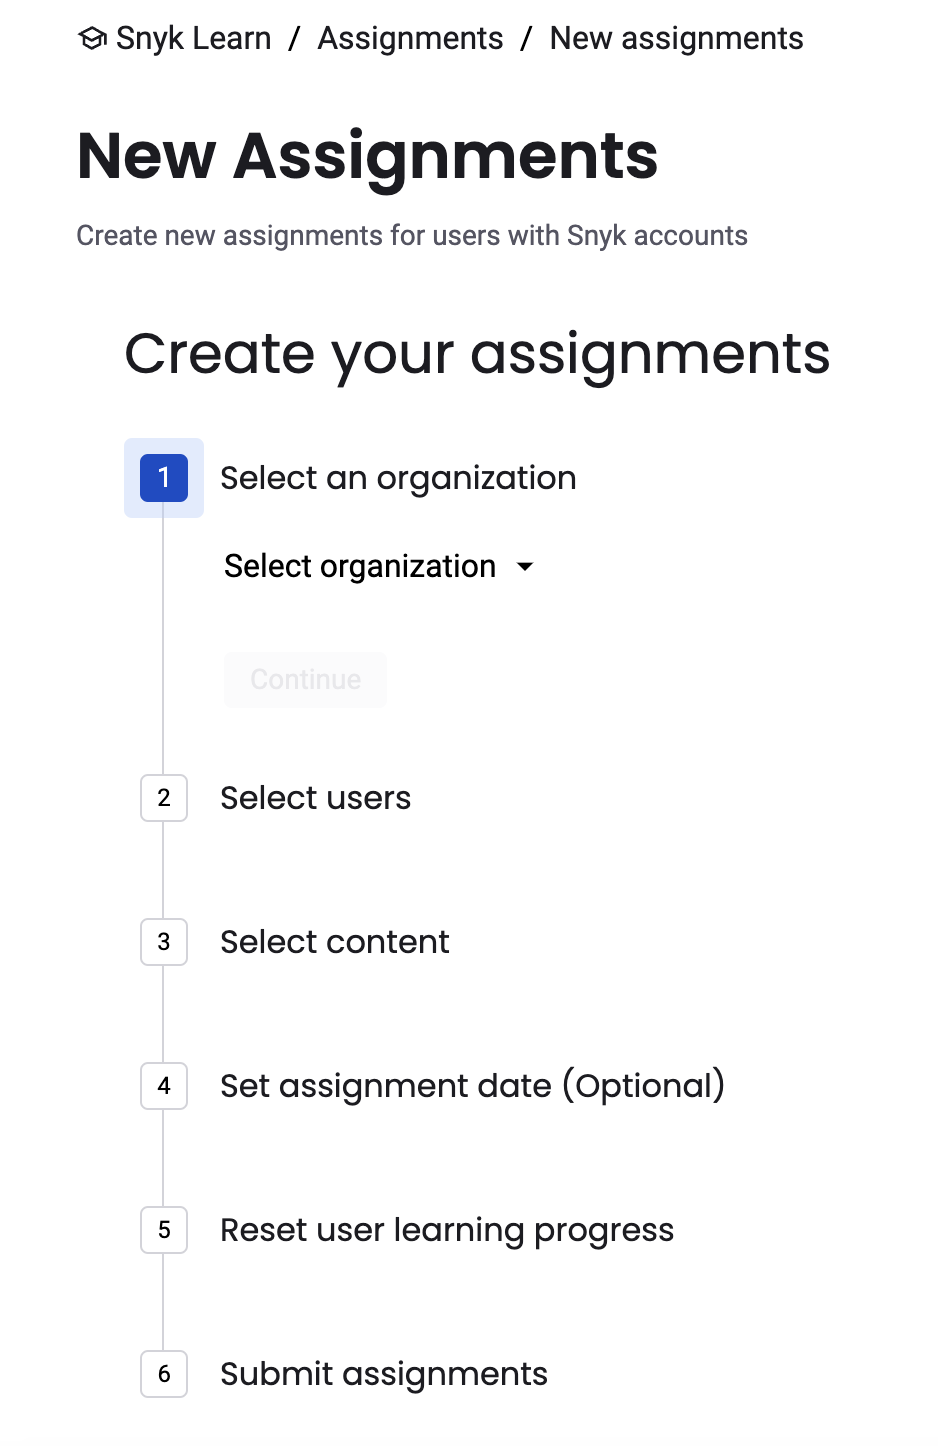 Snyk Learn / Assignments / New assignments
New Assignments
Create new assignments for users with Snyk accounts
Create your assignments
1 Select an organization
Select organization
Continue
2 Select users
3 Select content
4 Set assignment date (Optional)
5 Reset user learning progress
6 Submit assignments